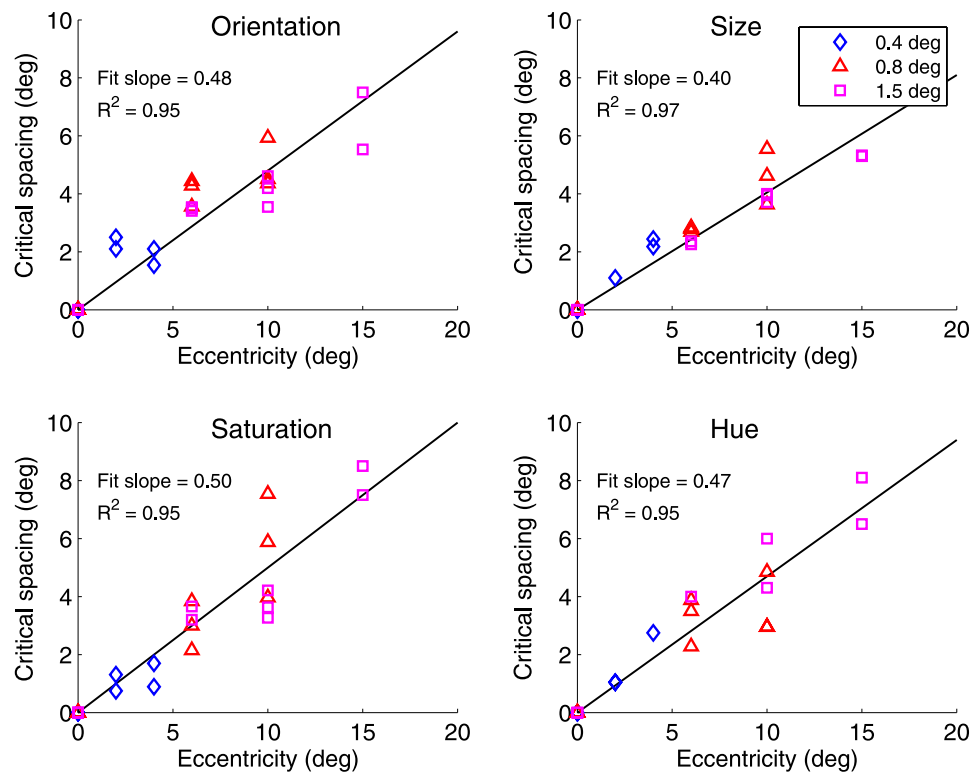 Orientation
Fit slope = 0.48
R² = 0.95
Critical spacing (deg)
10
8
6
4
2
0
0 5 10 15 20
Eccentricity (deg)
Size
0.4 deg
0.8 deg
1.5 deg
Fit slope = 0.40
R² = 0.97
Critical spacing (deg)
10
8
6
4
2
0
0 5 10 15 20
Eccentricity (deg)
Saturation
Fit slope = 0.50
R² = 0.95
Critical spacing (deg)
10
8
6
4
2
0
0 5 10 15 20
Eccentricity (deg)
Hue
Fit slope = 0.47
R² = 0.95
Critical spacing (deg)
10
8
6
4
2
0
0 5 10 15 20
Eccentricity (deg)